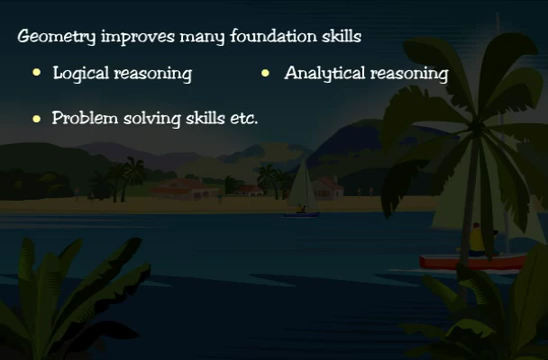 Geometry improves many foundation skills
• Logical reasoning • Analytical reasoning
• Problem solving skills etc.